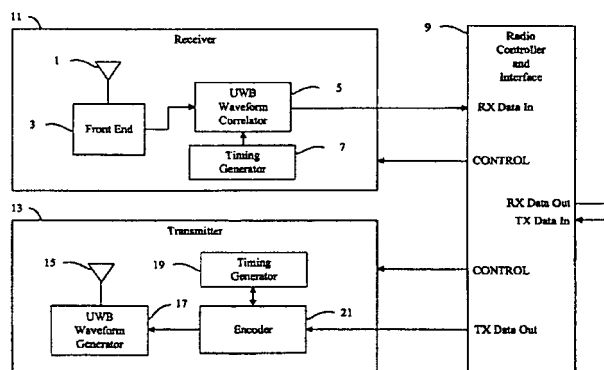 11
Receiver
1
3
Front End
UWB
Waveform
Correlator
5
Timing
Generator
7
9
Radio
Controller
and
Interface
RX Data In
CONTROL
RX Data Out
TX Data In
13
Transmitter
15
19
Timing
Generator
UWB
Waveform
Generator
17
Encoder
21
CONTROL
TX Data Out